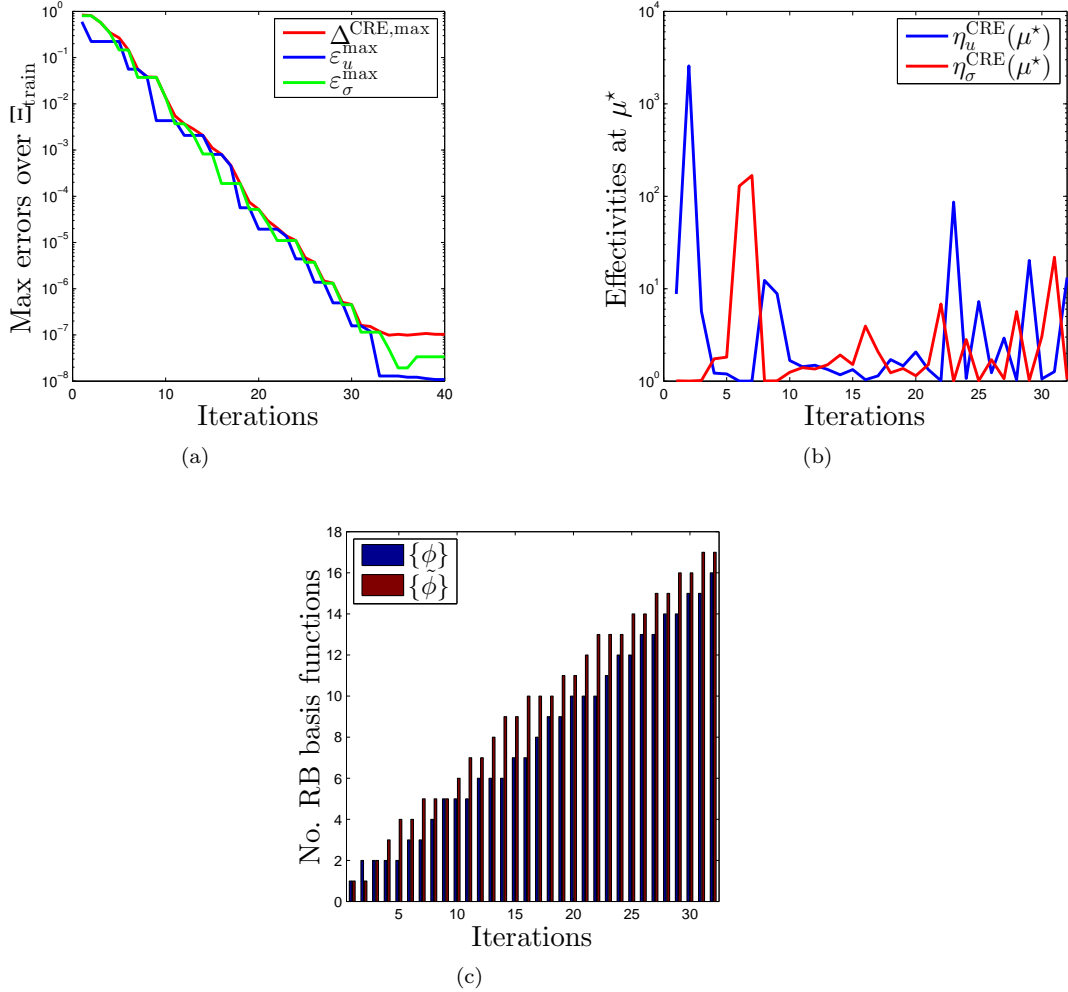 Max errors over Ξtrain
10^0
10^−1
10^−2
10^−3
10^−4
10^−5
10^−6
10^−7
10^−8
0 10 20 30 40
Iterations
Δ^CRE,max
ε_u^max
ε_σ^max
(a)
Effectivities at μ⋆
10^4
10^3
10^2
10^1
10^0
0 5 10 15 20 25 30
Iterations
η_u^CRE(μ⋆)
η_σ^CRE(μ⋆)
(b)
No. RB basis functions
18
16
14
12
10
8
6
4
2
0
5 10 15 20 25 30
Iterations
{ϕ}
{ϕ̃}
(c)